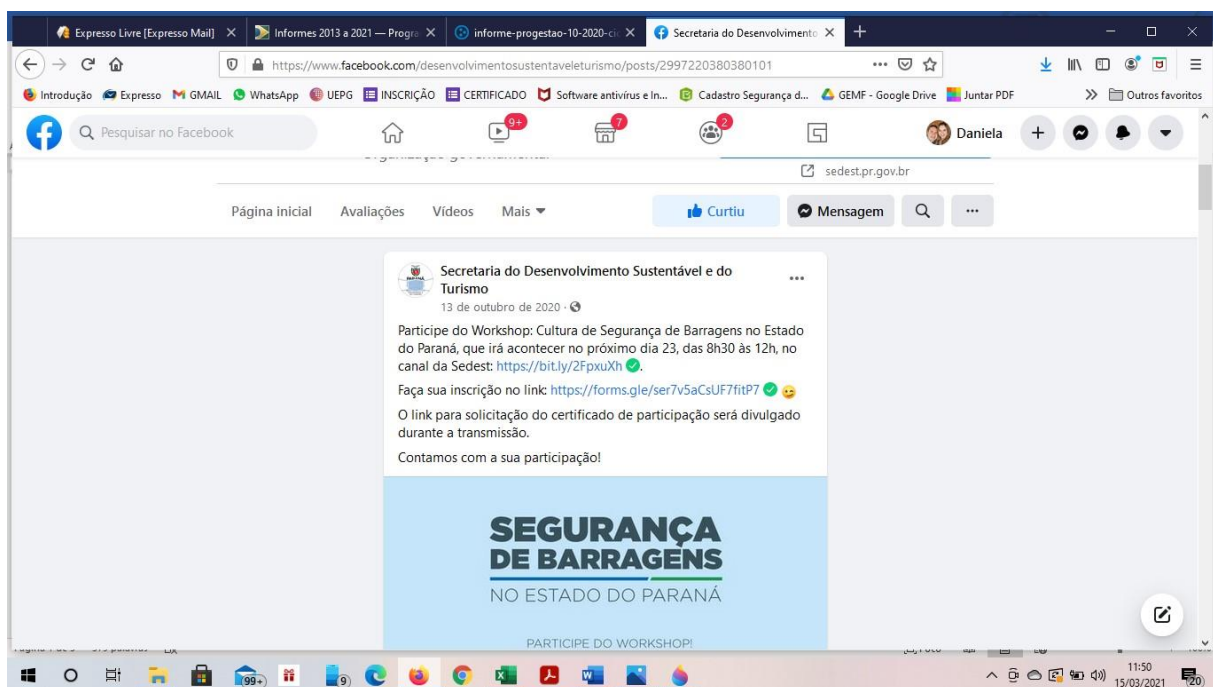 Expresso Livre [Expresso Mail]
Informes 2013 a 2021 — Progra
informe-progestao-10-2020-cic
Secretaria do Desenvolvimento
https://www.facebook.com/desenvolvimentosustentaveleturismo/posts/2997220380380101
Introdução
Expresso
GMAIL
WhatsApp
UEPG
INSCRIÇÃO
CERTIFICADO
Software antivírus e In...
Cadastro Segurança d...
GEMF - Google Drive
Juntar PDF
Outros favoritos
Pesquisar no Facebook
9+
7
2
Daniela
Organização governamental
sedest.pr.gov.br
Página inicial
Avaliações
Vídeos
Mais
Curtiu
Mensagem
Secretaria do Desenvolvimento Sustentável e do
Turismo
13 de outubro de 2020 ·
Participe do Workshop: Cultura de Segurança de Barragens no Estado
do Paraná, que irá acontecer no próximo dia 23, das 8h30 às 12h, no
canal da Sedest: https://bit.ly/2FpxuXh ✅.
Faça sua inscrição no link: https://forms.gle/ser7v5aCsUF7fitP7 ✅ 😉
O link para solicitação do certificado de participação será divulgado
durante a transmissão.
Contamos com a sua participação!
SEGURANÇA
DE BARRAGENS
NO ESTADO DO PARANÁ
PARTICIPE DO WORKSHOP!
99+
9
11:50
15/03/2021
20